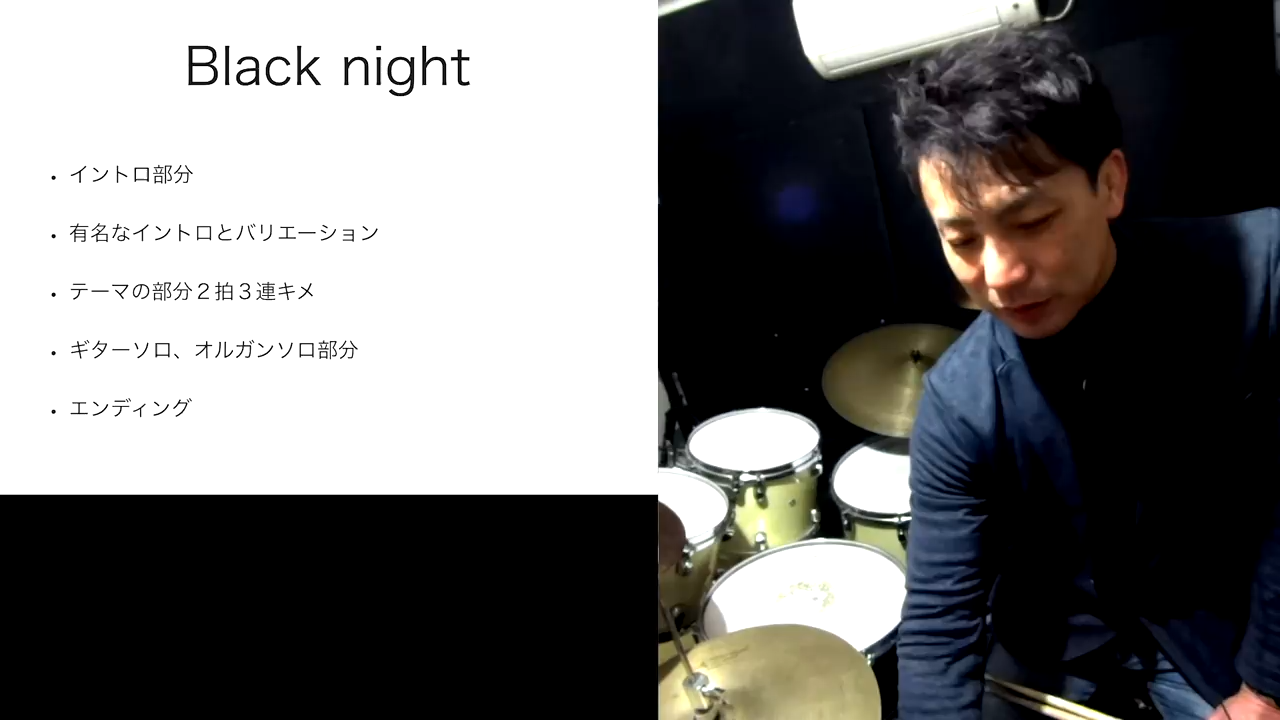 Black night
・イントロ部分
・有名なイントロとバリエーション
・テーマの部分２拍３連キメ
・ギターソロ、オルガンソロ部分
・エンディング